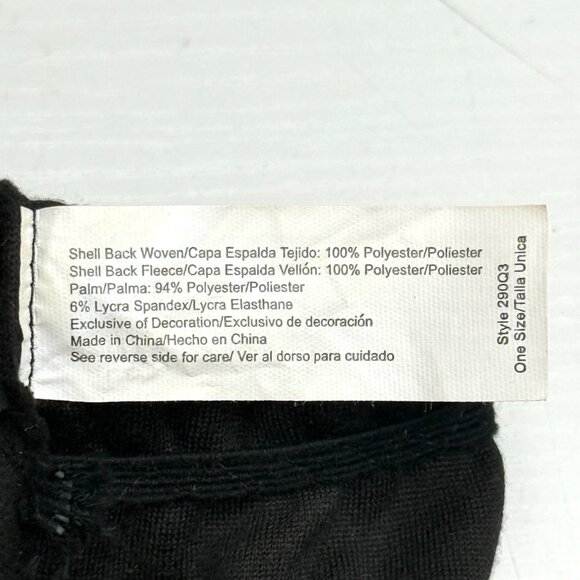 Shell Back Woven/Capa Espalda Tejido: 100% Polyester/Poliester
Shell Back Fleece/Capa Espalda Vellón: 100% Polyester/Poliester
Palm/Palma: 94% Polyester/Poliester
6% Lycra Spandex/Lycra Elasthane
Exclusive of Decoration/Exclusivo de decoración
Made in China/Hecho en China
See reverse side for care/ Ver al dorso para cuidado
Style 290Q3
One Size/Talla Unica